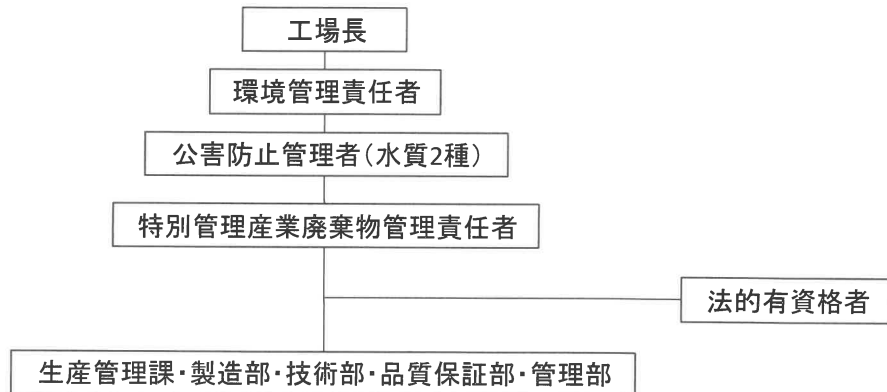 工場長
環境管理責任者
公害防止管理者(水質2種)
特別管理産業廃棄物管理責任者
法的有資格者
生産管理課・製造部・技術部・品質保証部・管理部